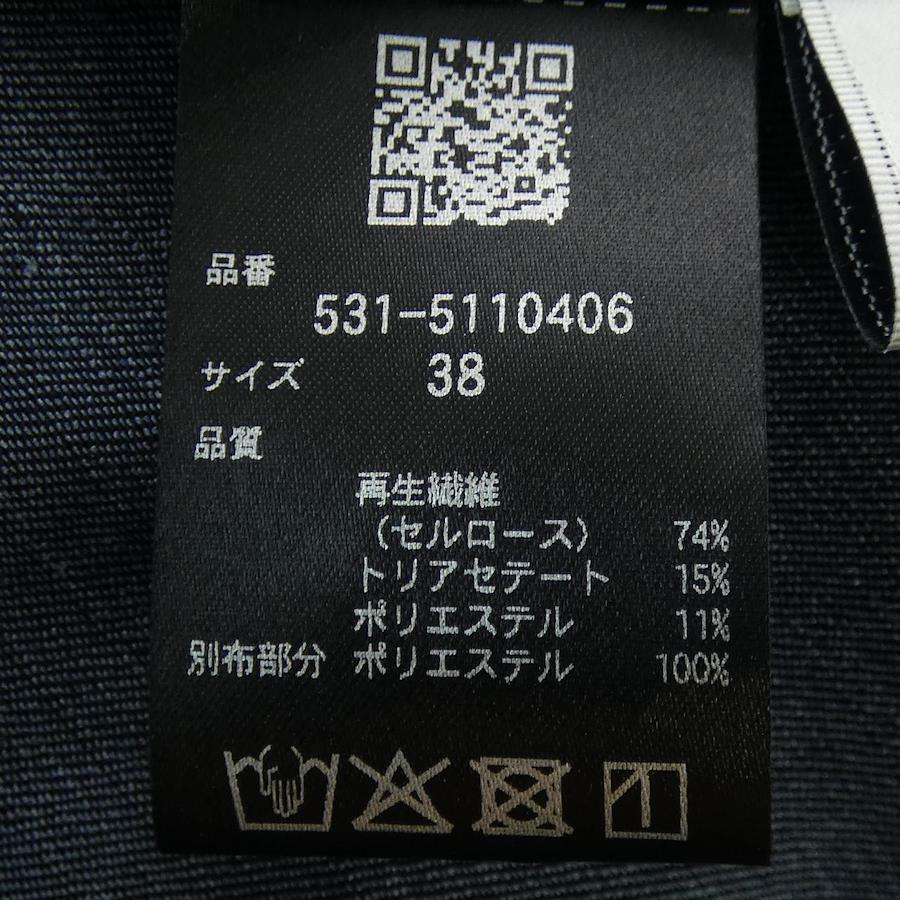 品番
531-5110406
サイズ 38
品質
再生繊維
(セルロース) 74%
トリアセテート 15%
ポリエステル 11%
別布部分 ポリエステル 100%